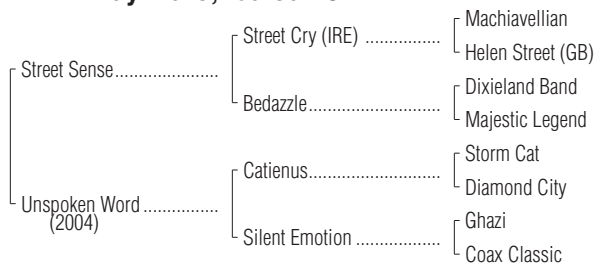 Street Cry (IRE) ................
Machiavellian
Helen Street (GB)
Street Sense......................
Bedazzle............................
Dixieland Band
Majestic Legend
Catienus............................
Storm Cat
Diamond City
Unspoken Word ................
(2004)
Silent Emotion ..................
Ghazi
Coax Classic